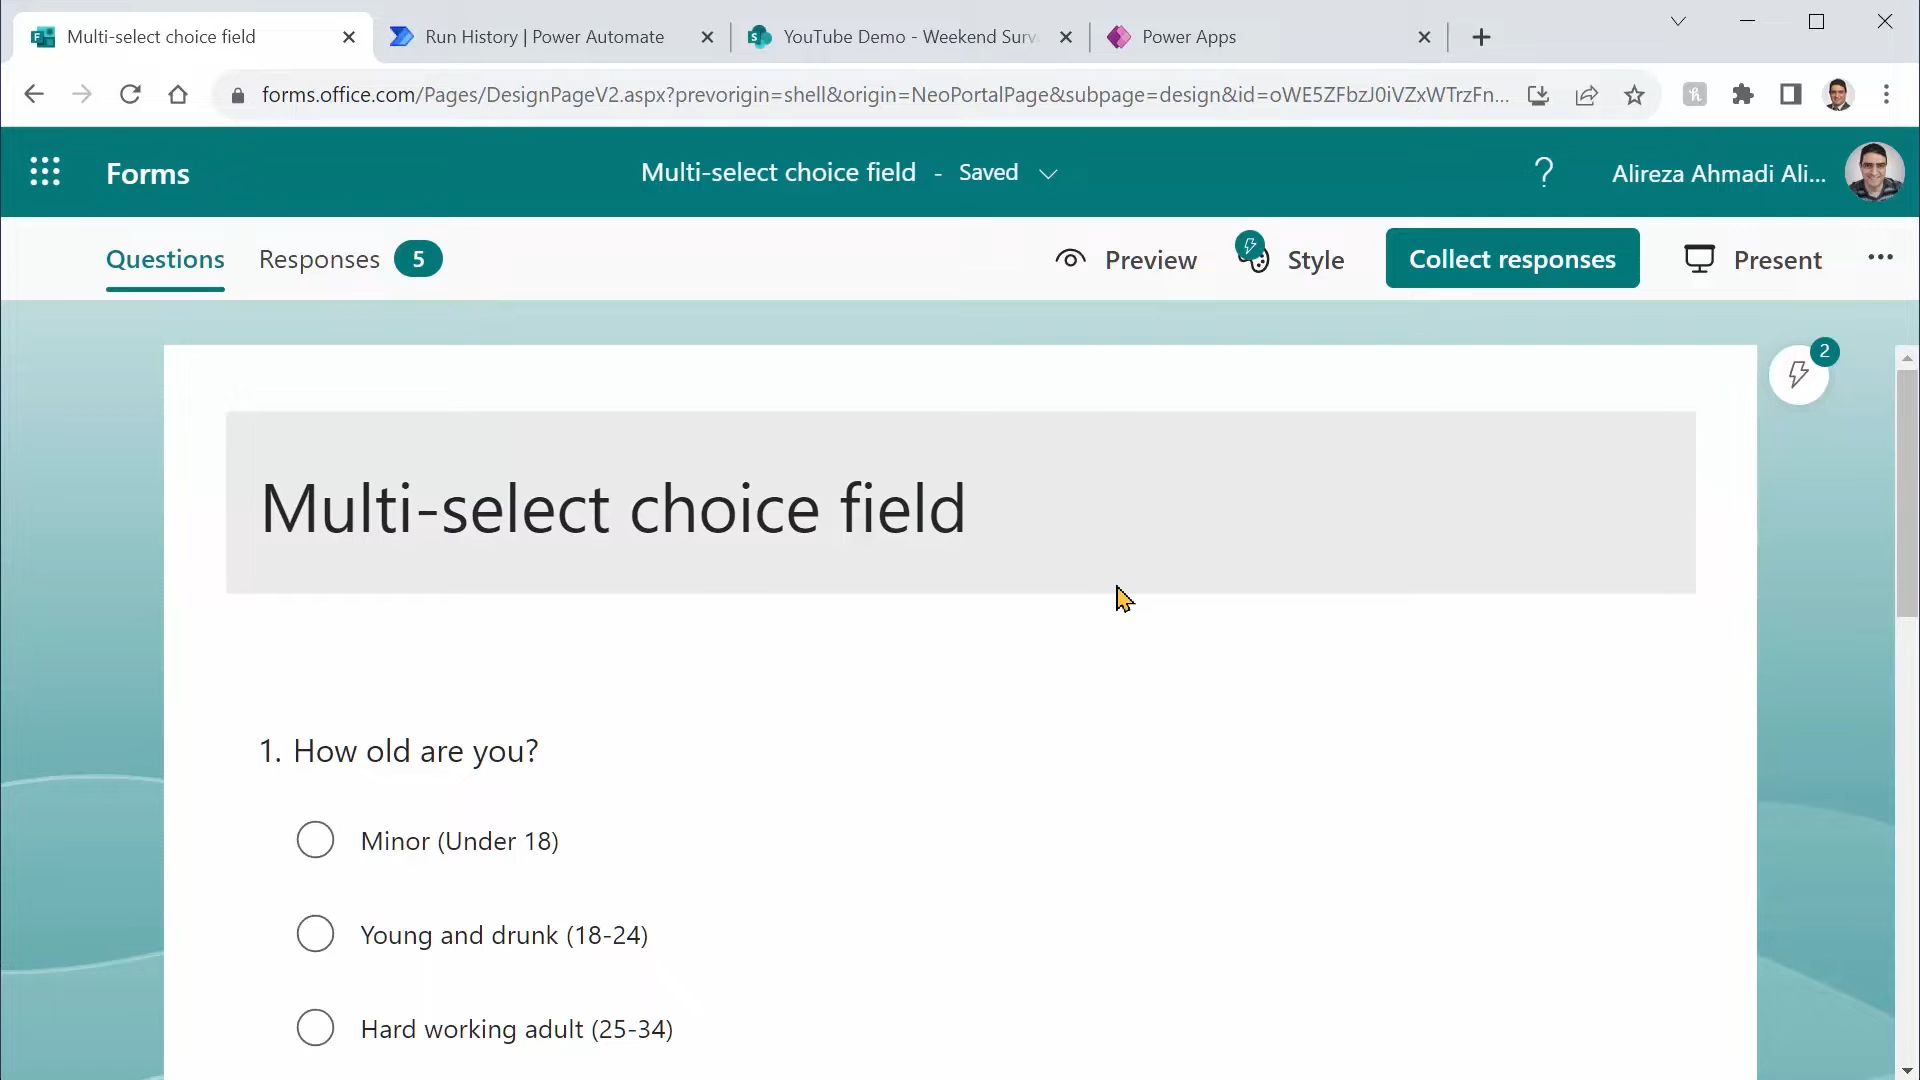 Multi-select choice field
Run History | Power Automate
YouTube Demo - Weekend Surv
Power Apps
forms.office.com/Pages/DesignPageV2.aspx?prevorigin=shell&origin=NeoPortalPage&subpage=design&id=oWE5ZFbzJ0iVZxWTrzFn...
Forms
Multi-select choice field - Saved
?
Alireza Ahmadi Ali...
Questions
Responses 5
Preview
Style
Collect responses
Present
2
Multi-select choice field
1. How old are you?
Minor (Under 18)
Young and drunk (18-24)
Hard working adult (25-34)